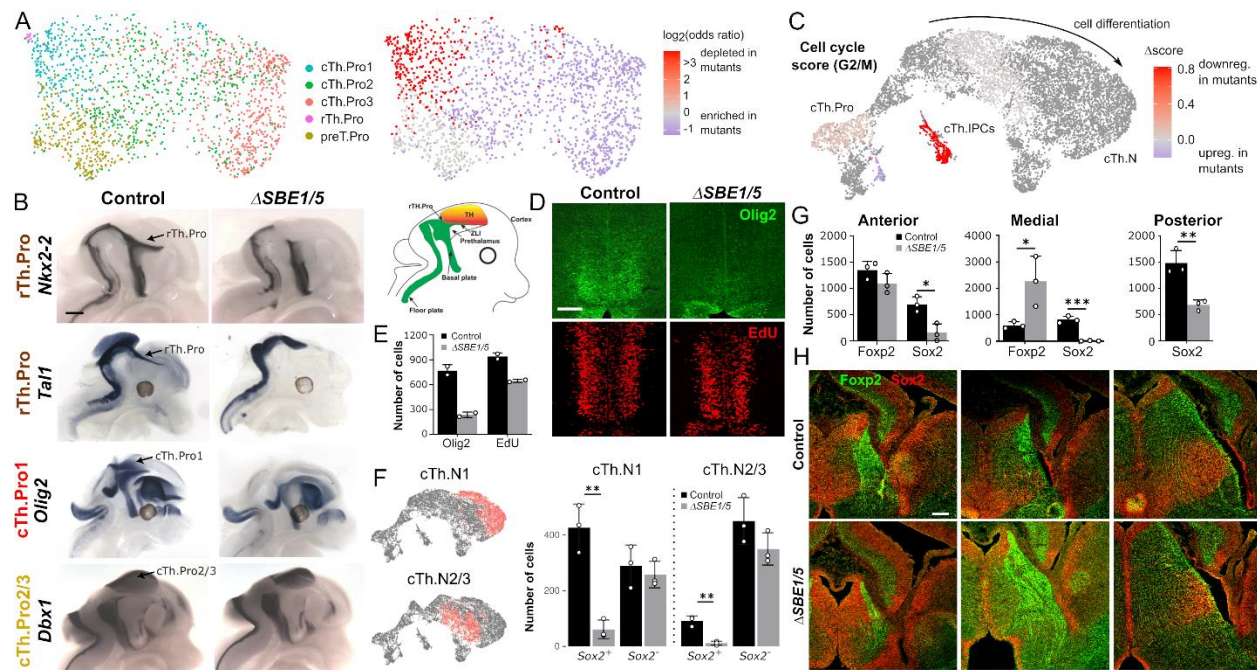 A
cTh.Pro1
cTh.Pro2
cTh.Pro3
rTh.Pro
preT.Pro
log2(odds ratio)
depleted in
mutants
>3
2
1
0
-1
enriched in
mutants
C
cell differentiation
Cell cycle
score (G2/M)
Δscore
0.8
0.4
0.0
downreg. in
mutants
upreg. in
mutants
cTh.Pro
cTh.IPCs
cTh.N
B
Control
ΔSBE1/5
rTh.Pro
Nkx2-2
rTh.Pro
rTh.Pro
Tal1
rTh.Pro
cTh.Pro1
Olig2
cTh.Pro1
cTh.Pro2/3
Dbx1
cTh.Pro2/3
rTH.Pro
TH
Cortex
ZLI
Prethalamus
Basal plate
Floor plate
D
Control
ΔSBE1/5
Olig2
EdU
E
Control
ΔSBE1/5
Number of cells
1200
900
600
300
0
Olig2
EdU
F
cTh.N1
cTh.N2/3
cTh.N1
cTh.N2/3
Control
ΔSBE1/5
**
**
Number of cells
400
200
0
Sox2+
Sox2-
Sox2+
Sox2-
G
Anterior
Medial
Posterior
Control
ΔSBE1/5
Number of cells
2000
1500
1000
500
0
*
Foxp2
Sox2
4000
3000
2000
1000
0
*
***
Foxp2
Sox2
2000
1500
1000
500
0
**
Sox2
H
Foxp2 Sox2
Control
ΔSBE1/5